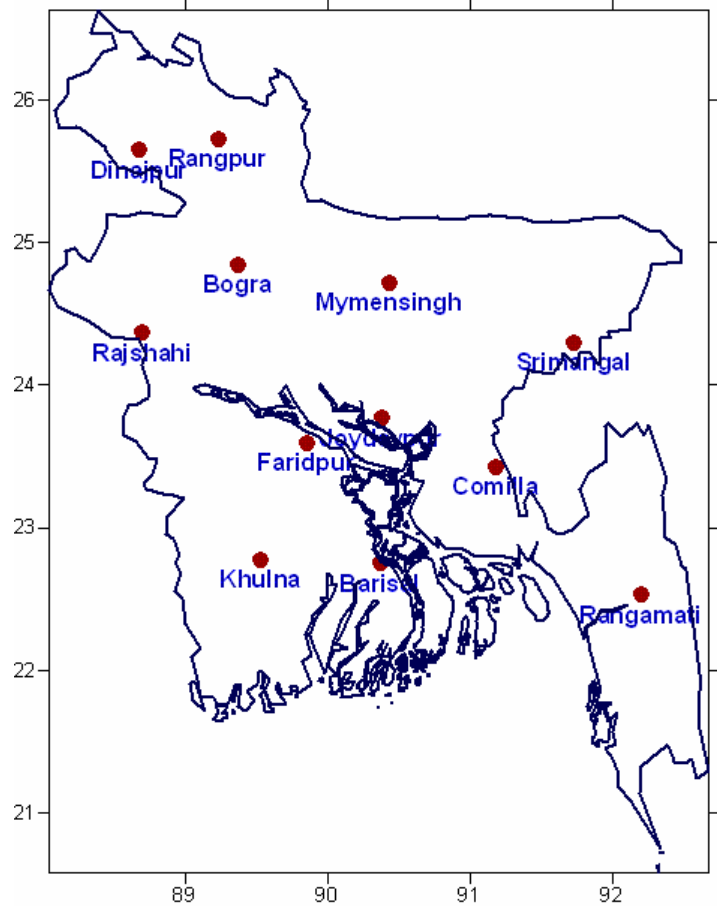 26
Rangpur
Dinajpur
25
Bogra
Mymensingh
Rajshahi
Srimangal
24
Joydevpur
Faridpur
Comilla
23
Khulna
Barisal
Rangamati
22
21
89
90
91
92